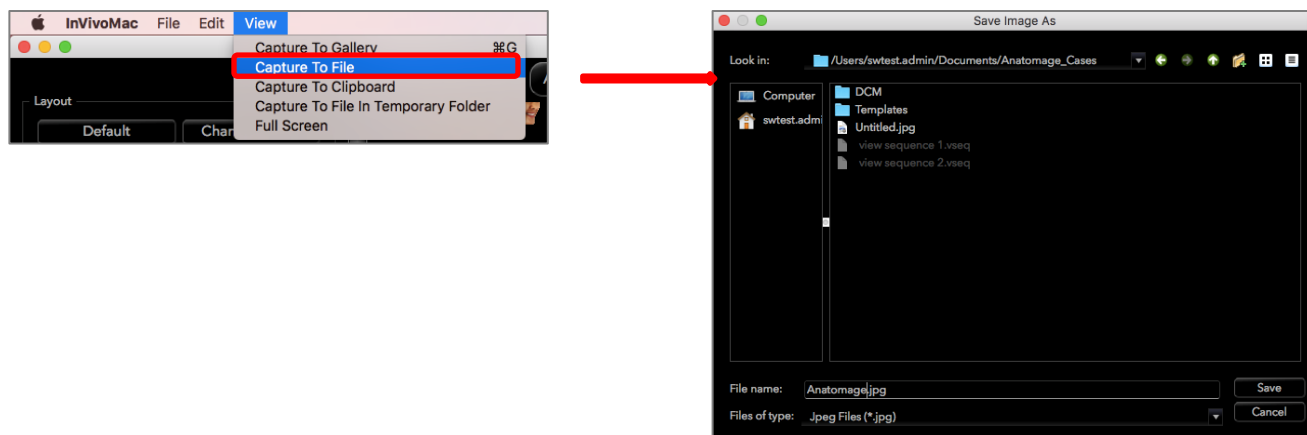 InVivoMac File Edit View
Capture To Gallery ⌘G
Capture To File
Capture To Clipboard
Capture To File In Temporary Folder
Full Screen
Layout
Default
Save Image As
Look in: /Users/swtest.admin/Documents/Anatomage_Cases
Computer
swtest.admi
DCM
Templates
Untitled.jpg
view sequence 1.vseq
view sequence 2.vseq
File name: Anatomage.jpg Save
Files of type: Jpeg Files (*.jpg) Cancel